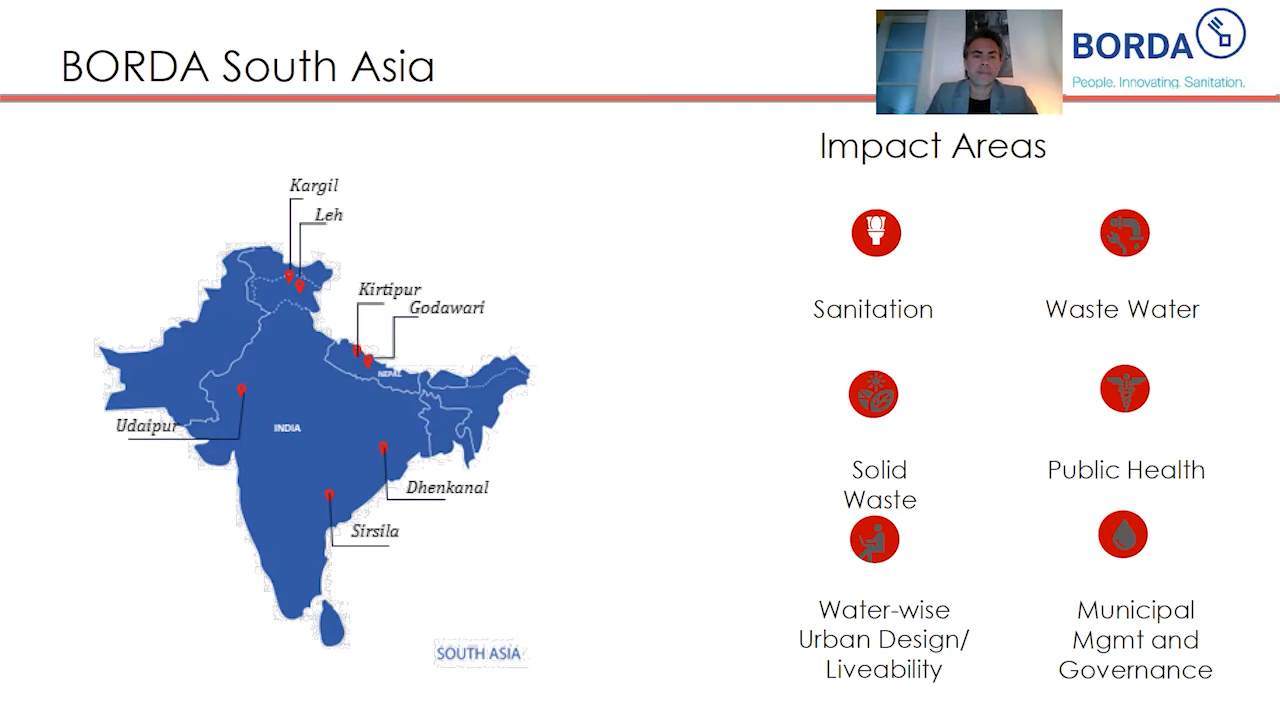 BORDA South Asia
BORDA
People. Innovating. Sanitation.
Impact Areas
Kargil
Leh
Kirtipur
Godawari
NEPAL
Udaipur
INDIA
Dhenkanal
Sirsila
SOUTH ASIA
Sanitation
Waste Water
Solid
Waste
Public Health
Water-wise
Urban Design/
Liveability
Municipal
Mgmt and
Governance